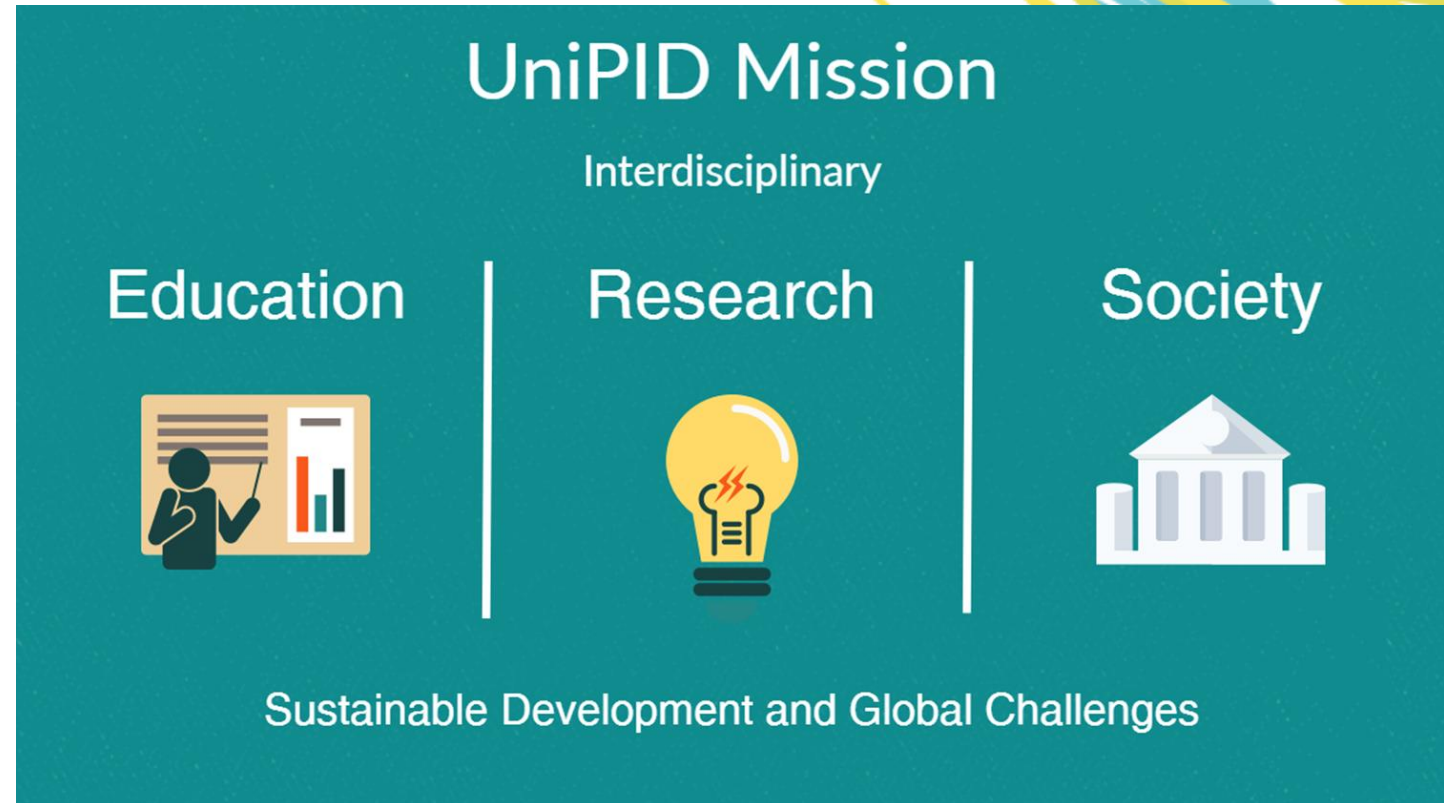 UniPID Mission
Interdisciplinary
Education
Research
Society
Sustainable Development and Global Challenges